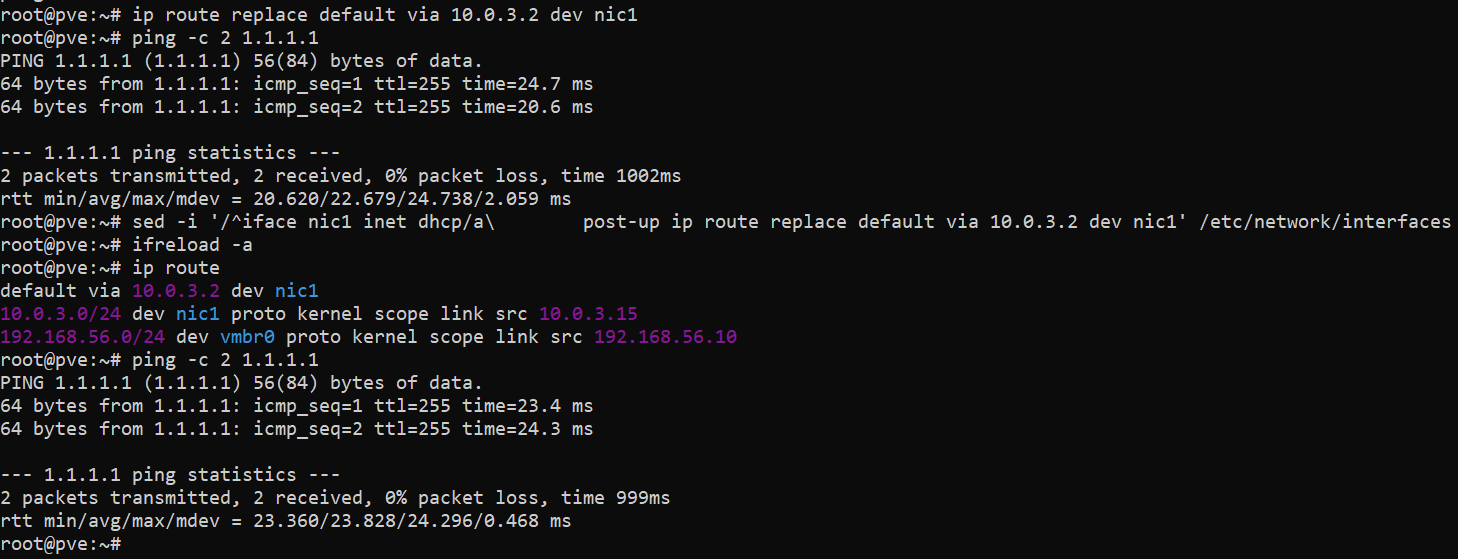 root@pve:~# ip route replace default via 10.0.3.2 dev nic1
root@pve:~# ping -c 2 1.1.1.1
PING 1.1.1.1 (1.1.1.1) 56(84) bytes of data.
64 bytes from 1.1.1.1: icmp_seq=1 ttl=255 time=24.7 ms
64 bytes from 1.1.1.1: icmp_seq=2 ttl=255 time=20.6 ms

--- 1.1.1.1 ping statistics ---
2 packets transmitted, 2 received, 0% packet loss, time 1002ms
rtt min/avg/max/mdev = 20.620/22.679/24.738/2.059 ms
root@pve:~# sed -i '/^iface nic1 inet dhcp/a\        post-up ip route replace default via 10.0.3.2 dev nic1' /etc/network/interfaces
root@pve:~# ifreload -a
root@pve:~# ip route
default via 10.0.3.2 dev nic1
10.0.3.0/24 dev nic1 proto kernel scope link src 10.0.3.15
192.168.56.0/24 dev vmbr0 proto kernel scope link src 192.168.56.10
root@pve:~# ping -c 2 1.1.1.1
PING 1.1.1.1 (1.1.1.1) 56(84) bytes of data.
64 bytes from 1.1.1.1: icmp_seq=1 ttl=255 time=23.4 ms
64 bytes from 1.1.1.1: icmp_seq=2 ttl=255 time=24.3 ms

--- 1.1.1.1 ping statistics ---
2 packets transmitted, 2 received, 0% packet loss, time 999ms
rtt min/avg/max/mdev = 23.360/23.828/24.296/0.468 ms
root@pve:~#